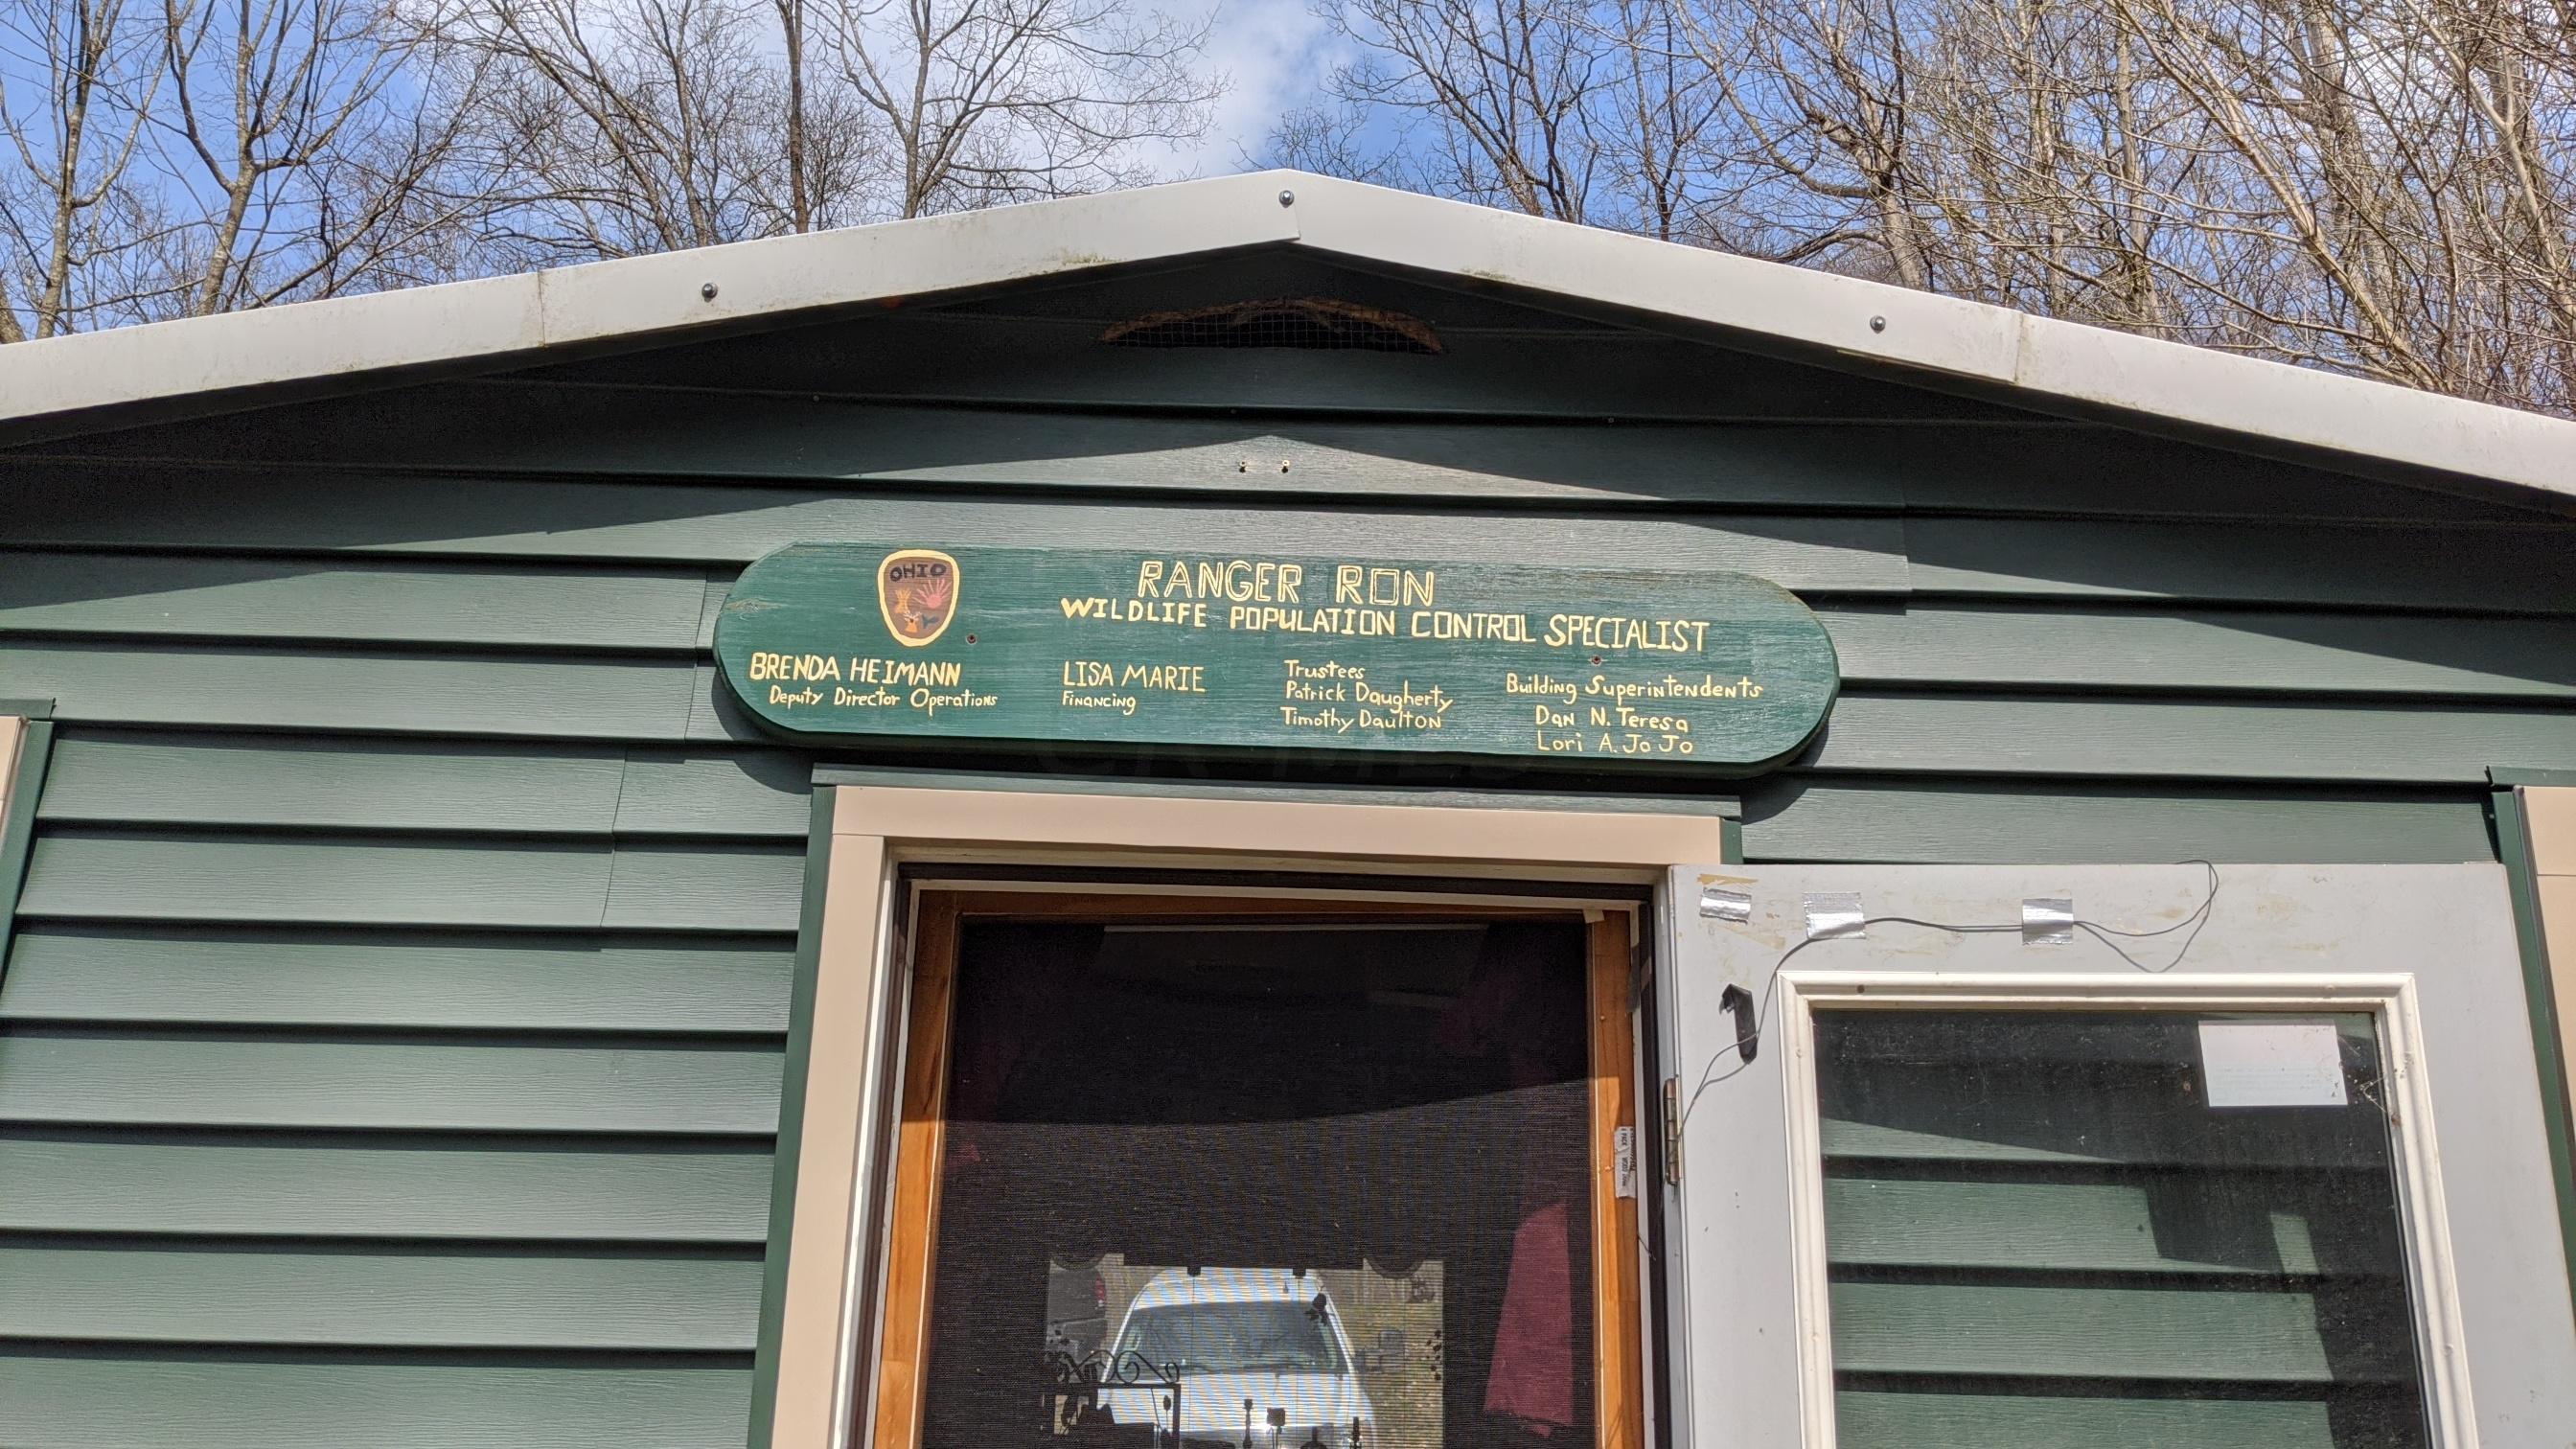 OHIO
RANGER RON
WILDLIFE POPULATION CONTROL SPECIALIST
BRENDA HEIMANN
Deputy Director Operations
LISA MARIE
Financing
Trustees
Patrick Daugherty
Timothy Daulton
Building Superintendents
Dan N. Teresa
Lori A. Jo Jo